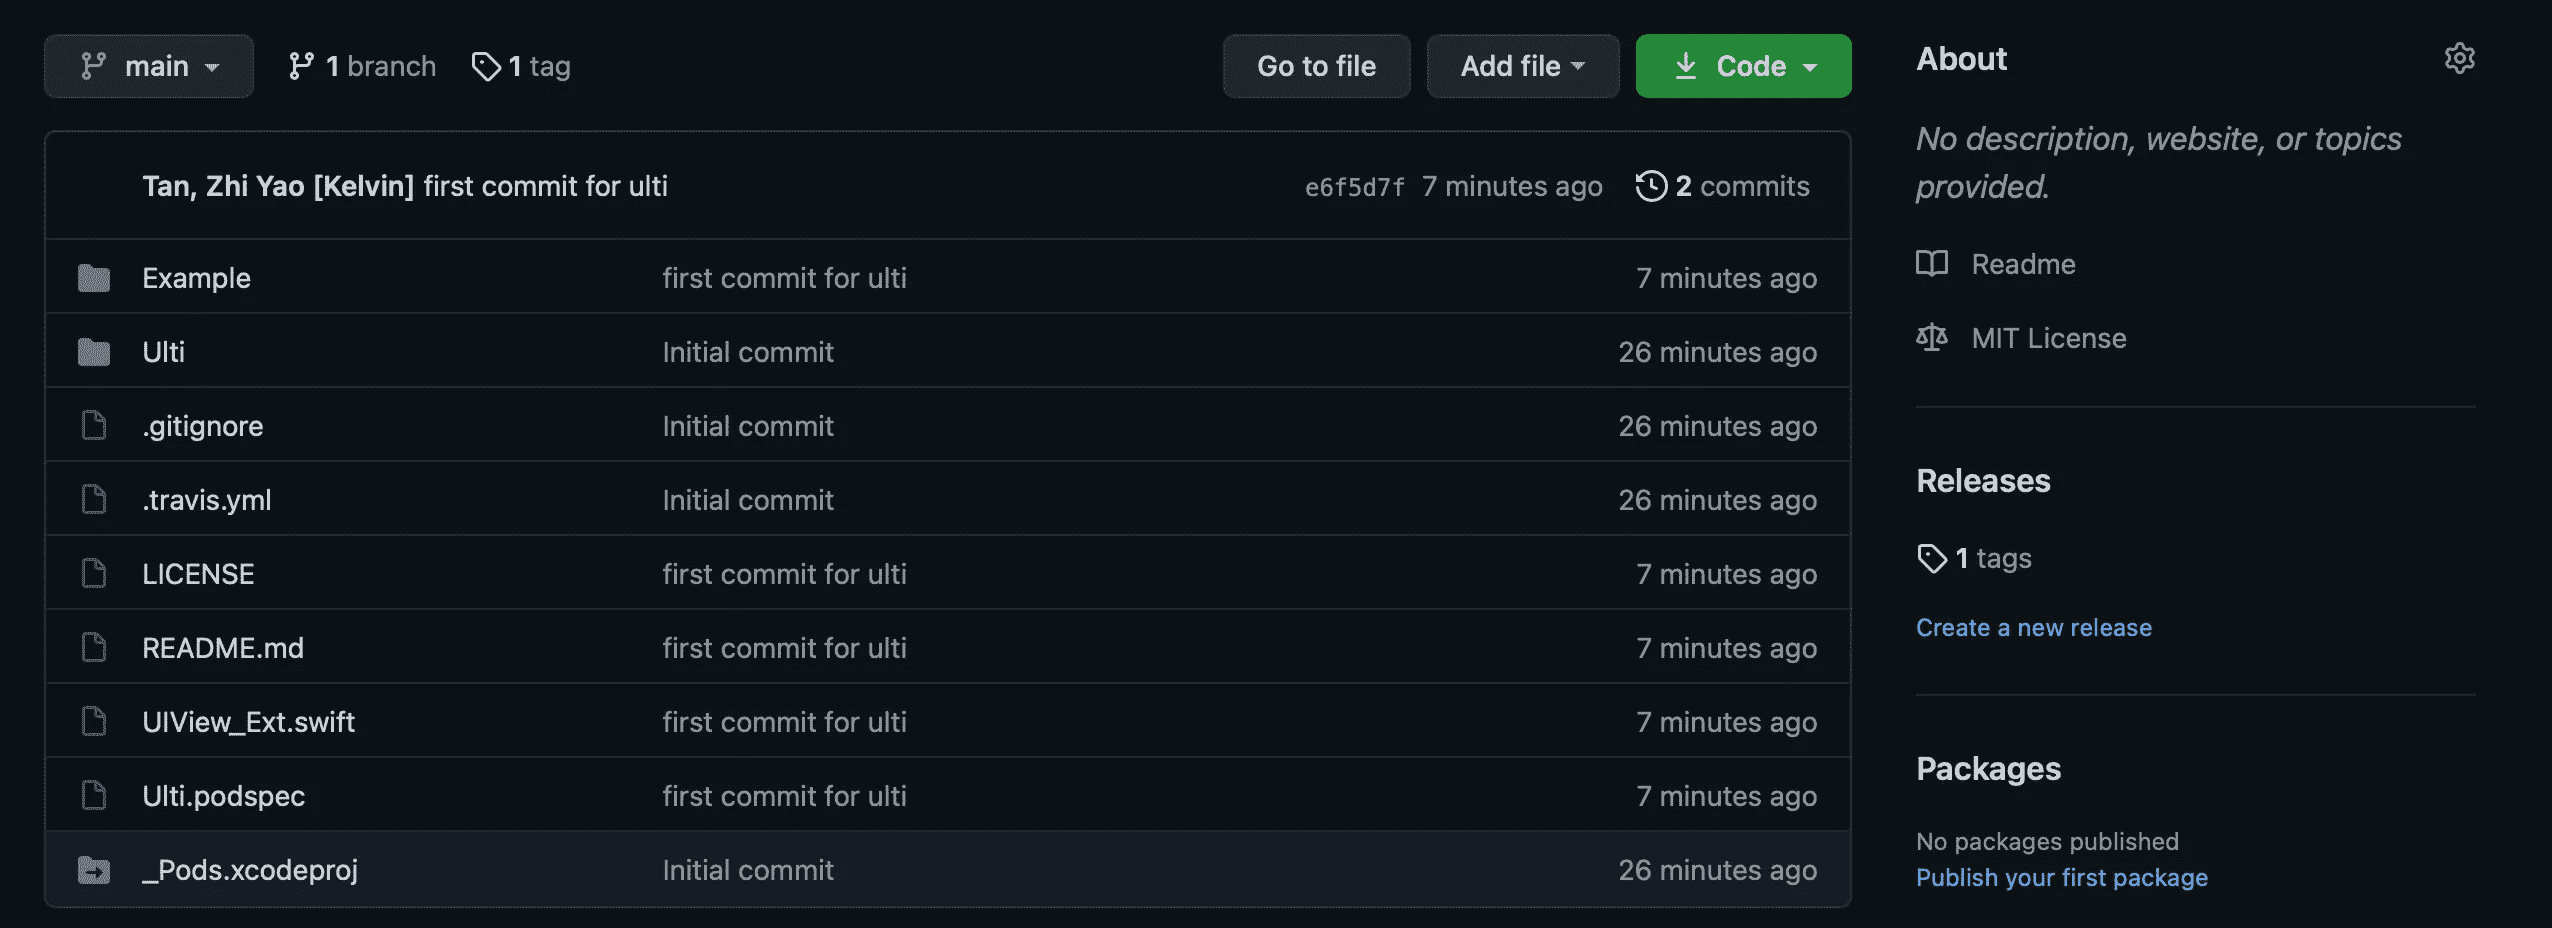 main
1 branch
1 tag
Go to file
Add file
Code
Tan, Zhi Yao [Kelvin] first commit for ulti
e6f5d7f 7 minutes ago
2 commits
Example first commit for ulti 7 minutes ago
Ulti Initial commit 26 minutes ago
.gitignore Initial commit 26 minutes ago
.travis.yml Initial commit 26 minutes ago
LICENSE first commit for ulti 7 minutes ago
README.md first commit for ulti 7 minutes ago
UIView_Ext.swift first commit for ulti 7 minutes ago
Ulti.podspec first commit for ulti 7 minutes ago
_Pods.xcodeproj Initial commit 26 minutes ago
About
No description, website, or topics
provided.
Readme
MIT License
Releases
1 tags
Create a new release
Packages
No packages published
Publish your first package